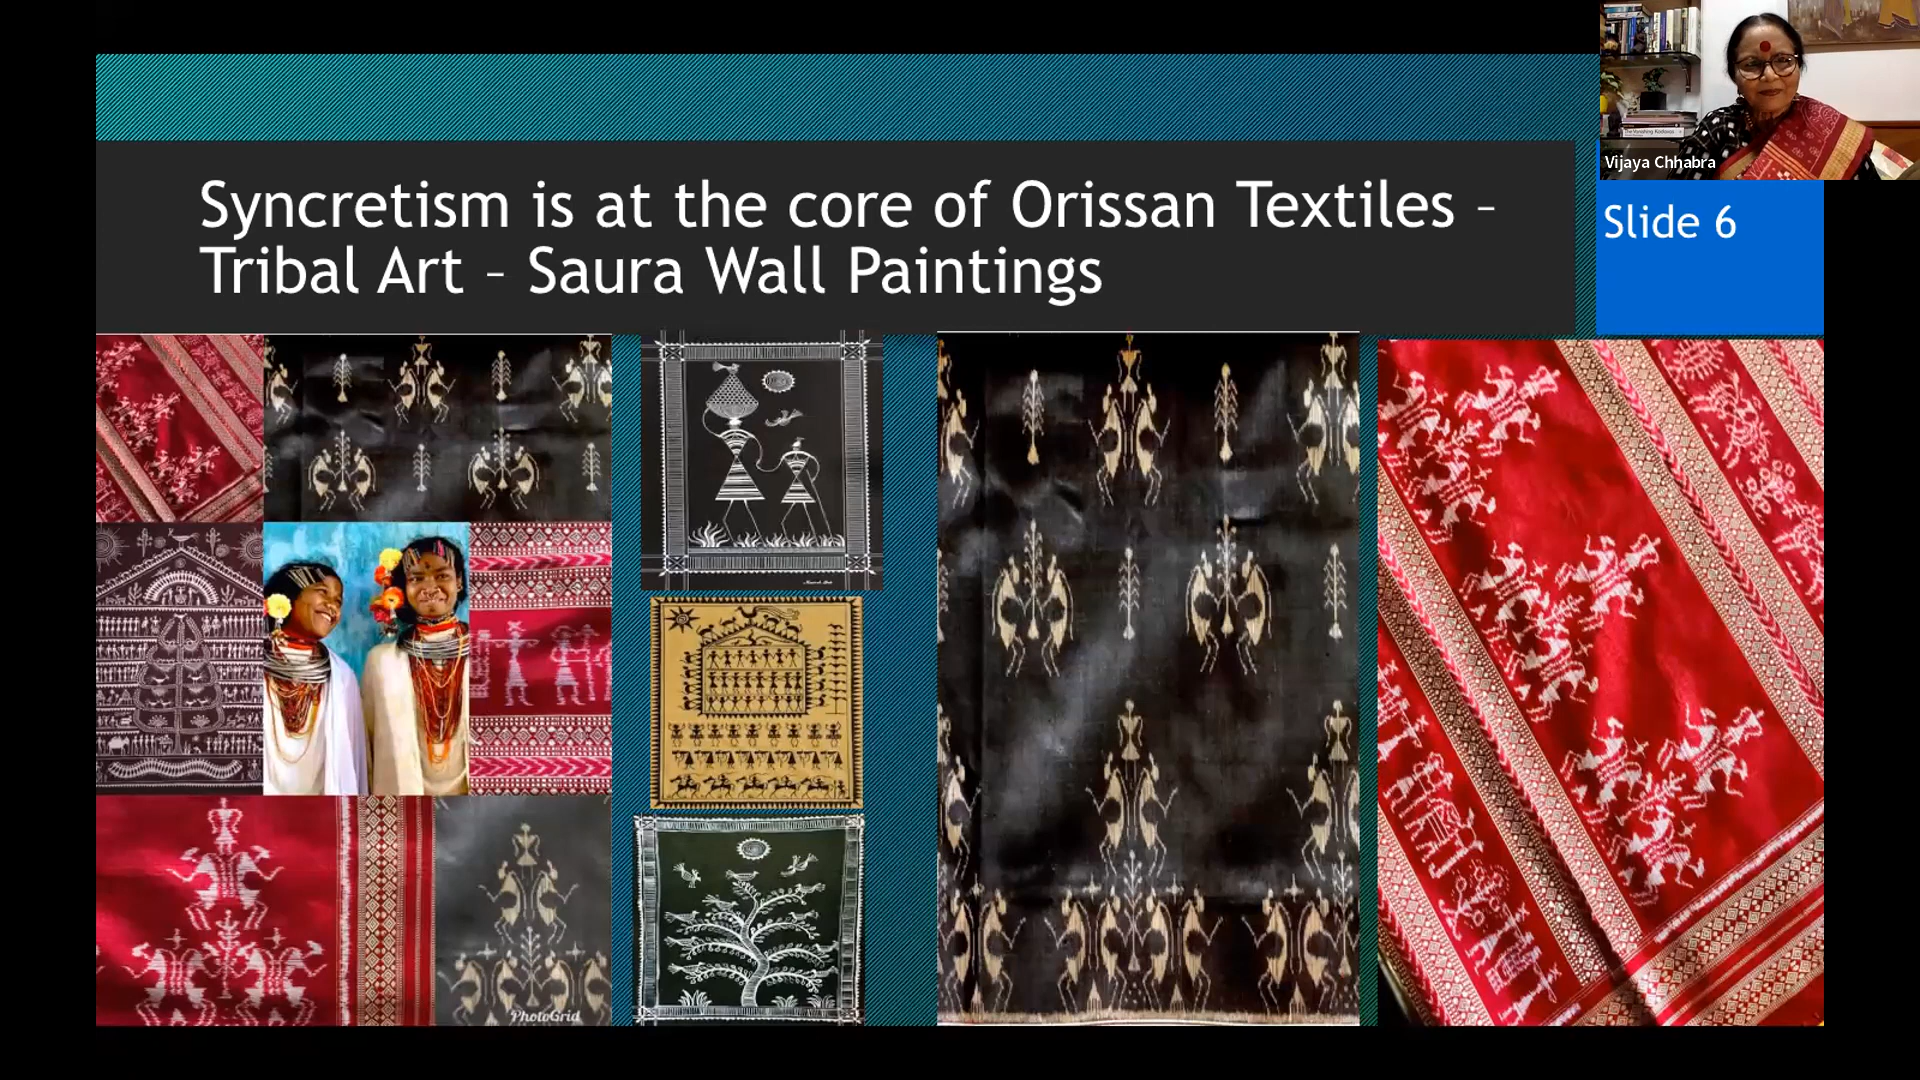 Syncretism is at the core of Orissan Textiles –
Tribal Art – Saura Wall Paintings
Vijaya Chhabra
Slide 6
PhotoGrid